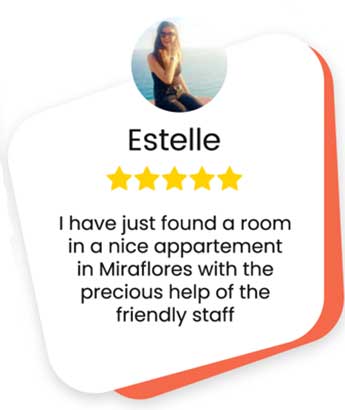 Estelle
I have just found a room
in a nice appartement
in Miraflores with the
precious help of the
friendly staff